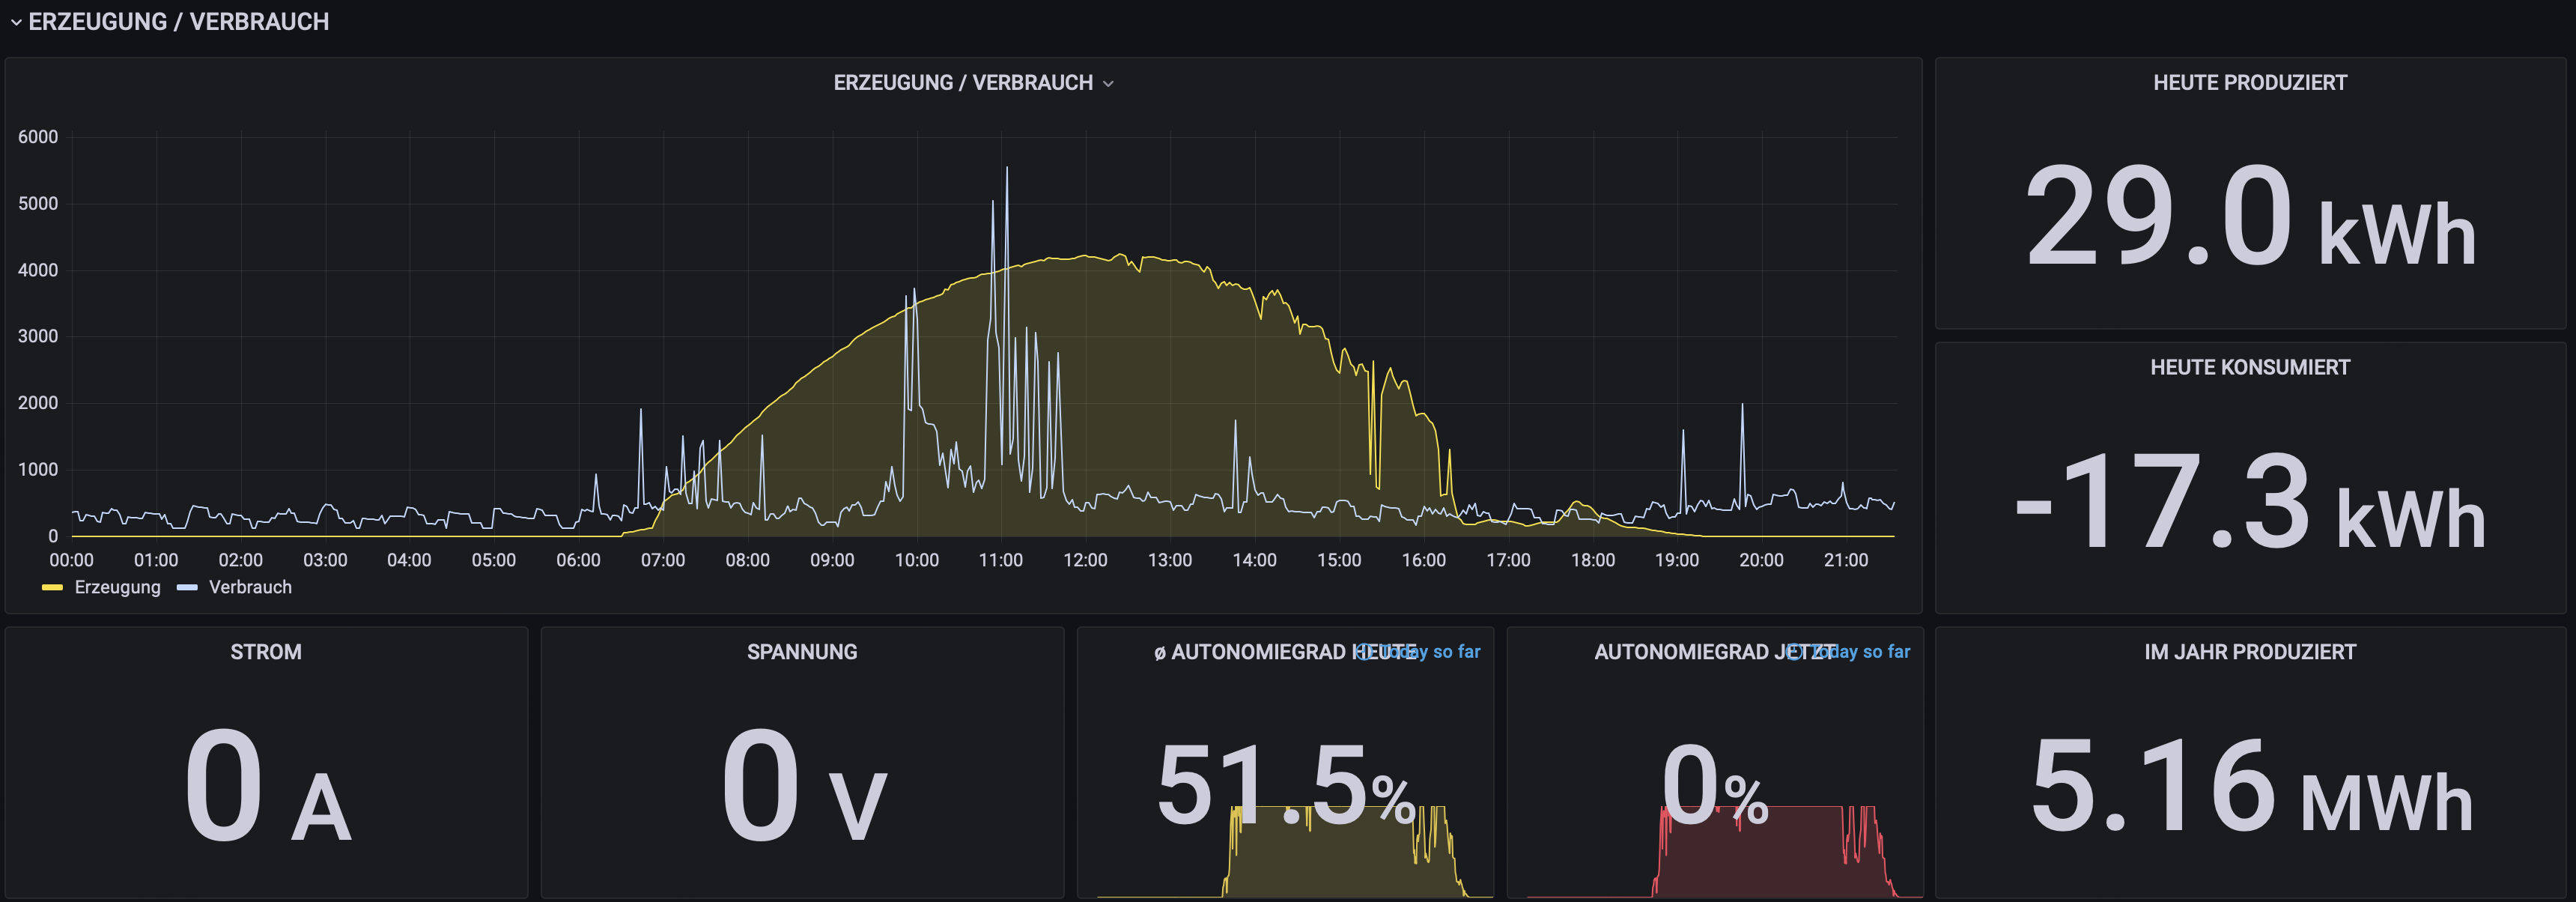 ERZEUGUNG / VERBRAUCH
ERZEUGUNG / VERBRAUCH
6000
5000
4000
3000
2000
1000
0
00:00 01:00 02:00 03:00 04:00 05:00 06:00 07:00 08:00 09:00 10:00 11:00 12:00 13:00 14:00 15:00 16:00 17:00 18:00 19:00 20:00 21:00
Erzeugung Verbrauch
HEUTE PRODUZIERT
29.0 kWh
HEUTE KONSUMIERT
-17.3 kWh
STROM
0 A
SPANNUNG
0 V
ø AUTONOMIEGRAD HEUTE Today so far
51.5%
AUTONOMIEGRAD JETZT Today so far
0%
IM JAHR PRODUZIERT
5.16 MWh